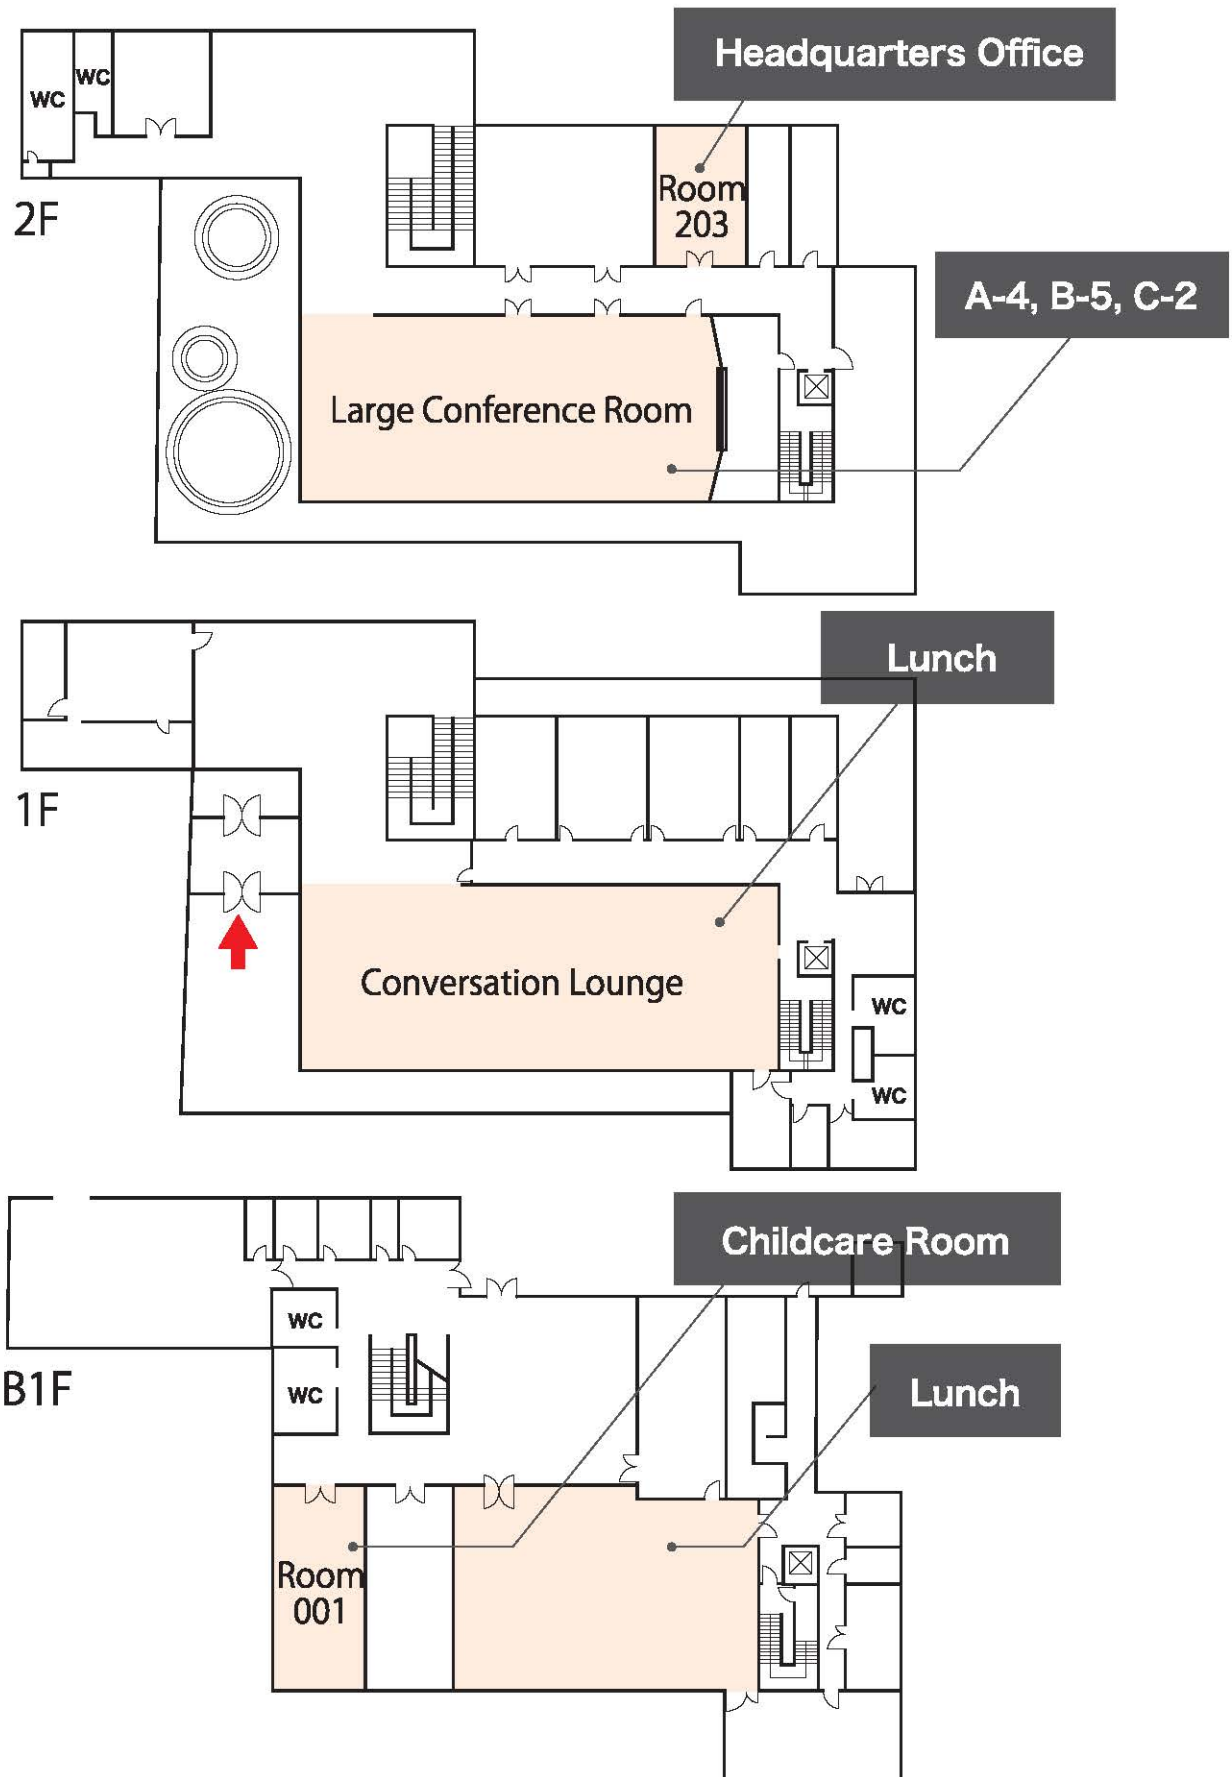 Headquarters Office
WC
WC
Room
203
2F
A-4, B-5, C-2
Large Conference Room
Lunch
1F
Conversation Lounge
WC
WC
Childcare Room
WC
B1F
WC
Lunch
Room
001